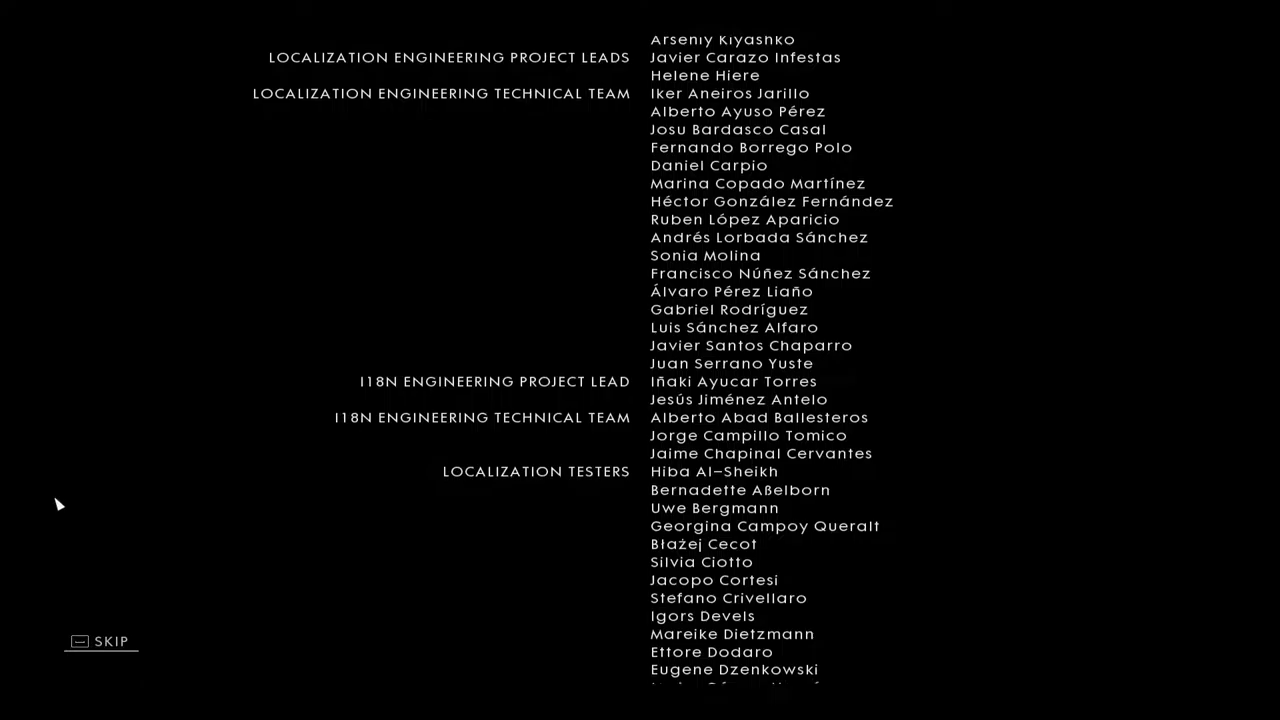 Arseniy Kiyashko
LOCALIZATION ENGINEERING PROJECT LEADS Javier Carazo Infestas
Helene Hiere
LOCALIZATION ENGINEERING TECHNICAL TEAM Iker Aneiros Jarillo
Alberto Ayuso Pérez
Josu Bardasco Casal
Fernando Borrego Polo
Daniel Carpio
Marina Copado Martínez
Héctor González Fernández
Ruben López Aparicio
Andrés Lorbada Sánchez
Sonia Molina
Francisco Núñez Sánchez
Álvaro Pérez Liaño
Gabriel Rodríguez
Luis Sánchez Alfaro
Javier Santos Chaparro
Juan Serrano Yuste
I18N ENGINEERING PROJECT LEAD Iñaki Ayucar Torres
Jesús Jiménez Antelo
I18N ENGINEERING TECHNICAL TEAM Alberto Abad Ballesteros
Jorge Campillo Tomico
Jaime Chapinal Cervantes
LOCALIZATION TESTERS Hiba Al-Sheikh
Bernadette Aßelborn
Uwe Bergmann
Georgina Campoy Queralt
Błażej Cecot
Silvia Ciotto
Jacopo Cortesi
Stefano Crivellaro
Igors Devels
Mareike Dietzmann
Ettore Dodaro
Eugene Dzenkowski
SKIP